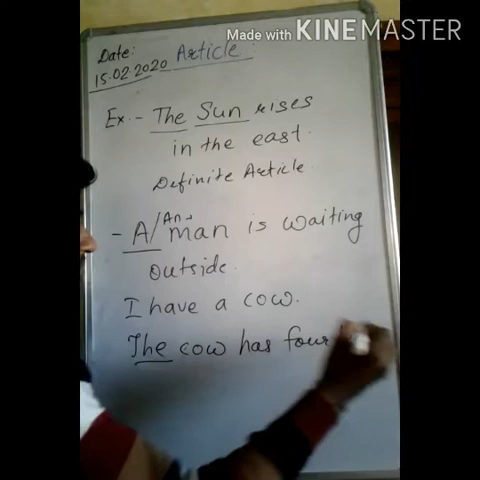 Made with KINEMASTER
Date: Article:
15.02.2020
Ex.- The Sun rises
in the east.
Definite Article
- A/An man is waiting
outside.
I have a cow.
The cow has four